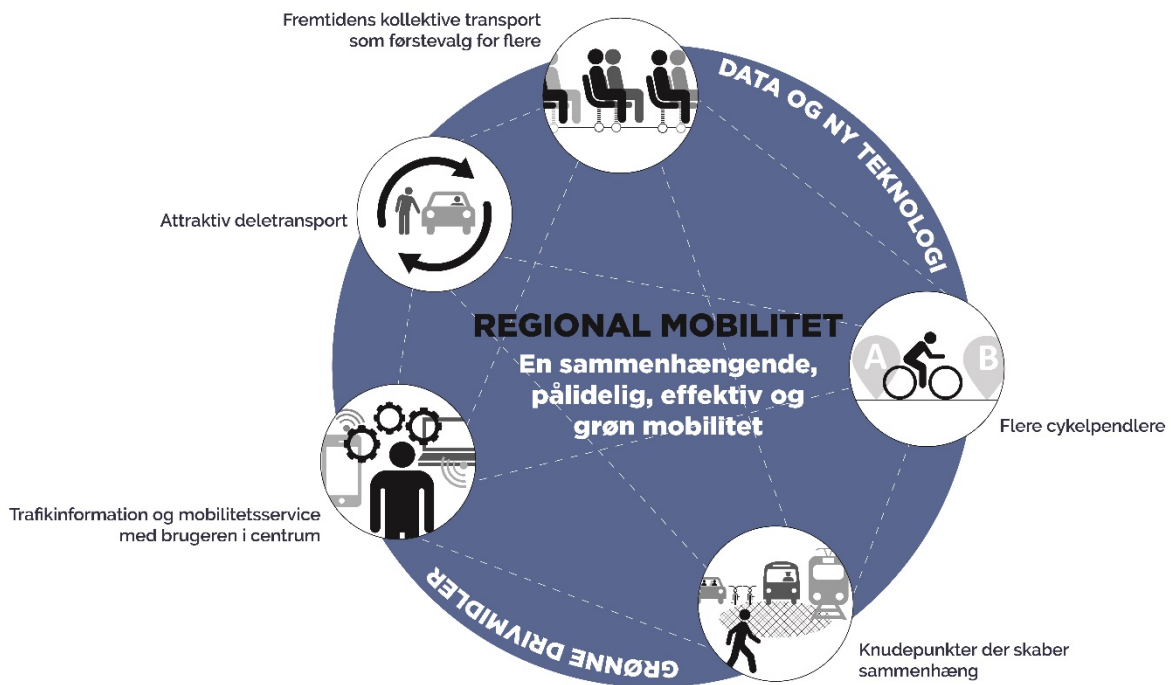 Fremtidens kollektive transport
som førstevalg for flere
DATA OG NY TEKNOLOGI
Attraktiv deletransport
REGIONAL MOBILITET
En sammenhængende,
pålidelig, effektiv og
grøn mobilitet
A
B
Flere cykelpendlere
Trafikinformation og mobilitetsservice
med brugeren i centrum
GRØNNE DRIVMIDLER
Knudepunkter der skaber
sammenhæng